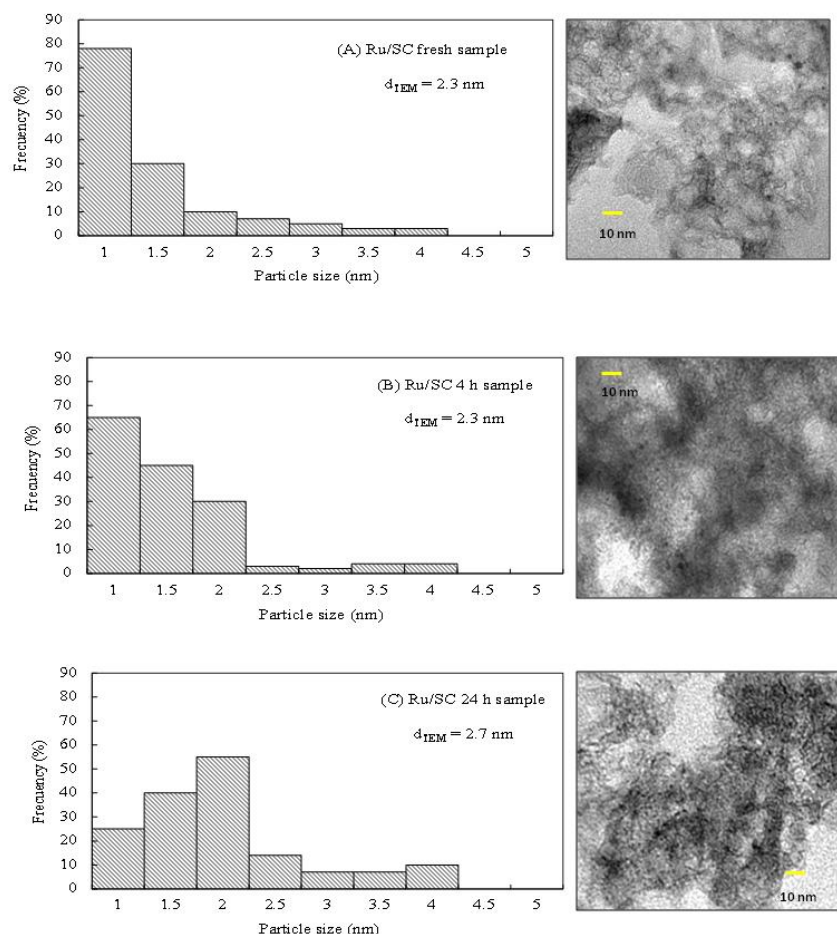 90
80
70
60
50
40
30
20
10
0
Frecuency (%)
(A) Ru/SC fresh sample
dTEM = 2.3 nm
1 1.5 2 2.5 3 3.5 4 4.5 5
Particle size (nm)
10 nm
90
80
70
60
50
40
30
20
10
0
Frecuency (%)
(B) Ru/SC 4 h sample
dTEM = 2.3 nm
1 1.5 2 2.5 3 3.5 4 4.5 5
Particle size (nm)
10 nm
90
80
70
60
50
40
30
20
10
0
Frecuency (%)
(C) Ru/SC 24 h sample
dTEM = 2.7 nm
1 1.5 2 2.5 3 3.5 4 4.5 5
Particle size (nm)
10 nm